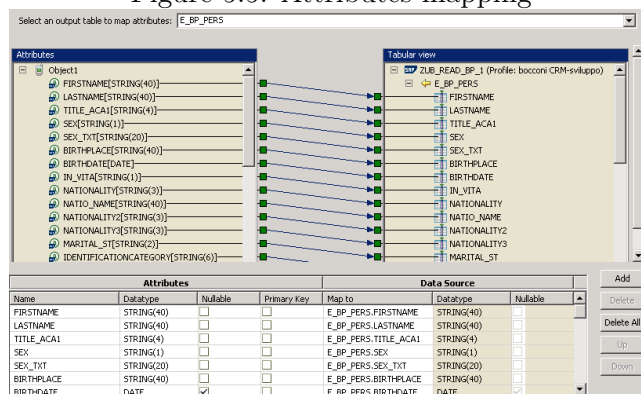 Figure 5.5: Attributes mapping
Select an output table to map attributes: E_BP_PERS
Attributes
Object1
FIRSTNAME[STRING(40)]
LASTNAME[STRING(40)]
TITLE_ACA1[STRING(4)]
SEX[STRING(1)]
SEX_TXT[STRING(20)]
BIRTHPLACE[STRING(40)]
BIRTHDATE[DATE]
IN_VITA[STRING(1)]
NATIONALITY[STRING(3)]
NATIO_NAME[STRING(40)]
NATIONALITY2[STRING(3)]
NATIONALITY3[STRING(3)]
MARITAL_ST[STRING(2)]
IDENTIFICATIONCATEGORY[STRING(6)]
Tabular view
SAP ZUB_READ_BP_1 (Profile: bocconi CRM-sviluppo)
E_BP_PERS
FIRSTNAME
LASTNAME
TITLE_ACA1
SEX
SEX_TXT
BIRTHPLACE
BIRTHDATE
IN_VITA
NATIONALITY
NATIO_NAME
NATIONALITY2
NATIONALITY3
MARITAL_ST
Attributes Data Source
Name Datatype Nullable Primary Key Map to Datatype Nullable
FIRSTNAME STRING(40) E_BP_PERS.FIRSTNAME STRING(40)
LASTNAME STRING(40) E_BP_PERS.LASTNAME STRING(40)
TITLE_ACA1 STRING(4) E_BP_PERS.TITLE_ACA1 STRING(4)
SEX STRING(1) E_BP_PERS.SEX STRING(1)
SEX_TXT STRING(20) E_BP_PERS.SEX_TXT STRING(20)
BIRTHPLACE STRING(40) E_BP_PERS.BIRTHPLACE STRING(40)
BIRTHDATE DATE E_BP_PERS.BIRTHDATE DATE
Add
Delete
Delete All
Up
Down